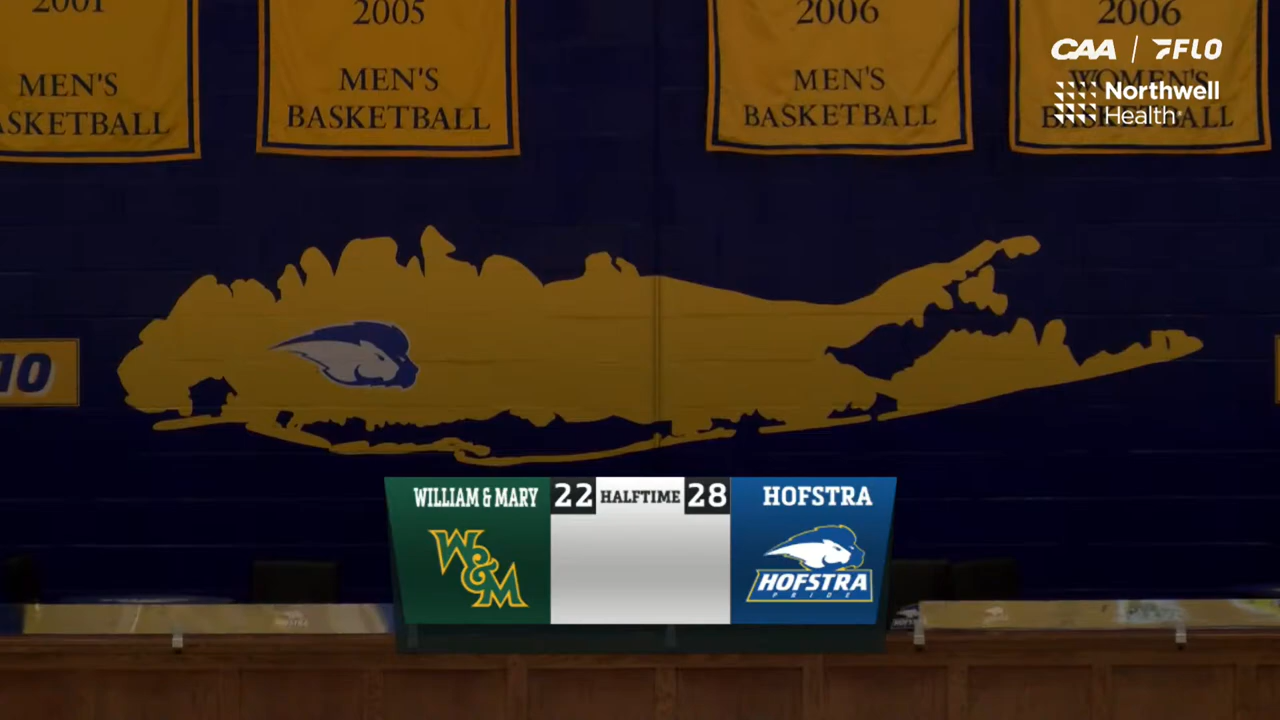 2001
MEN'S
ASKETBALL
2005
MEN'S
BASKETBALL
2006
MEN'S
BASKETBALL
2006
WOMEN'S
BASKETBALL
CAA | FLO
Northwell
Health
10
WILLIAM & MARY 22 HALFTIME 28 HOFSTRA
W&M
HOFSTRA
PRIDE